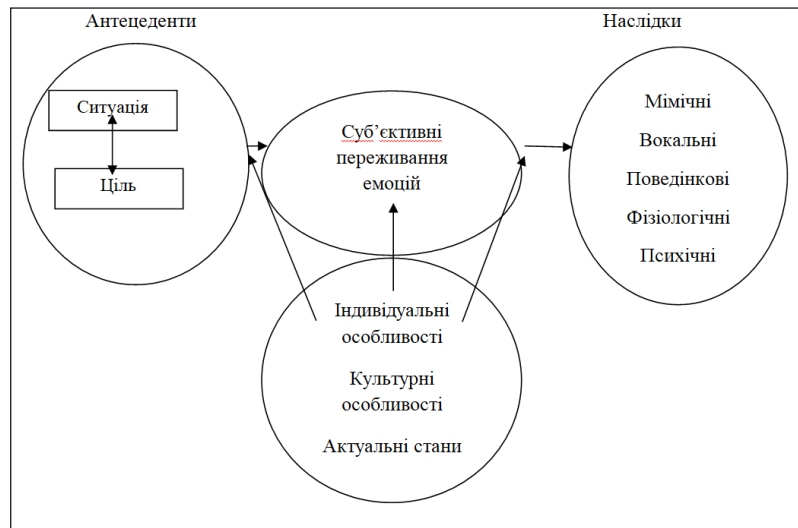 Антецеденти
Наслідки
Ситуація
Ціль
Суб’єктивні
переживання
емоцій
Мімічні
Вокальні
Поведінкові
Фізіологічні
Психічні
Індивідуальні
особливості
Культурні
особливості
Актуальні стани